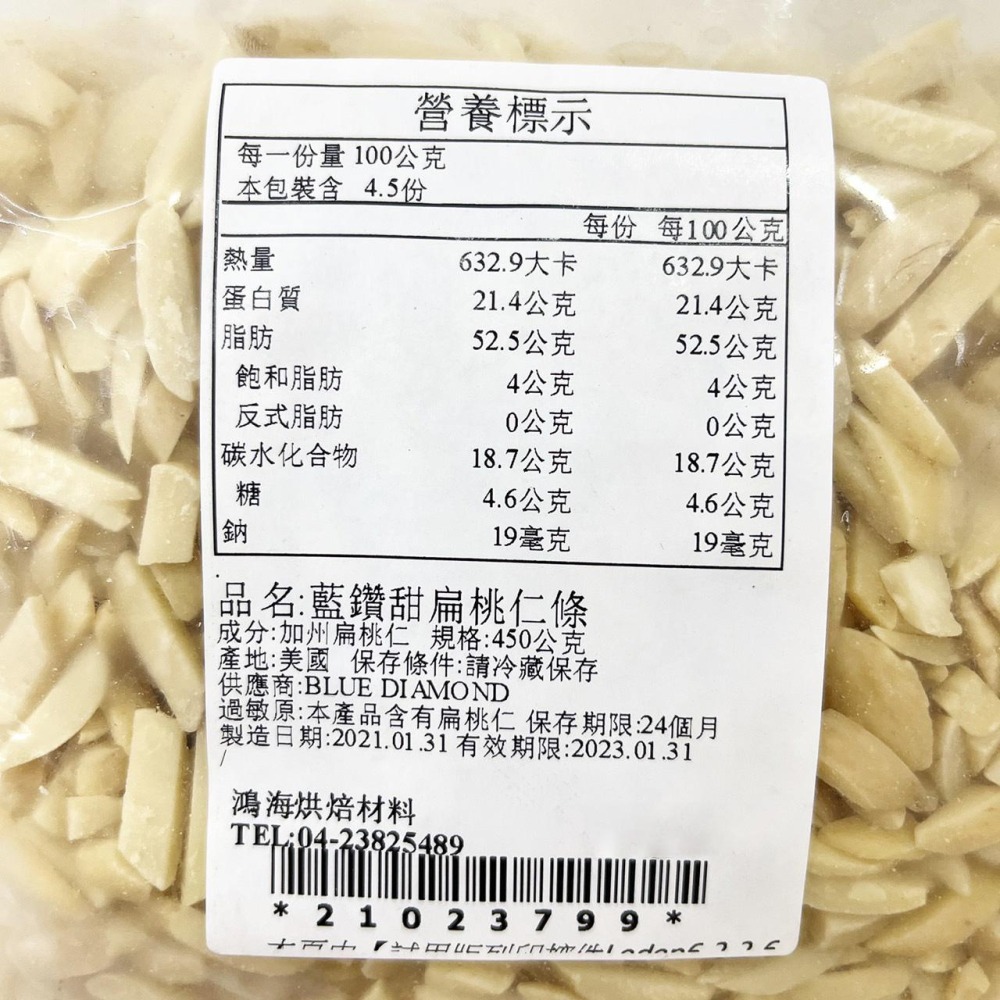 營養標示
每一份量 100公克
本包裝含 4.5份
每份 每100公克
熱量 632.9大卡 632.9大卡
蛋白質 21.4公克 21.4公克
脂肪 52.5公克 52.5公克
飽和脂肪 4公克 4公克
反式脂肪 0公克 0公克
碳水化合物 18.7公克 18.7公克
糖 4.6公克 4.6公克
鈉 19毫克 19毫克
品名:藍鑽甜扁桃仁條
成分:加州扁桃仁 規格:450公克
產地:美國 保存條件:請冷藏保存
供應商:BLUE DIAMOND
過敏原:本產品含有扁桃仁 保存期限:24個月
製造日期:2021.01.31 有效期限:2023.01.31
/
鴻海烘焙材料
TEL:04-23825489
*21023799*